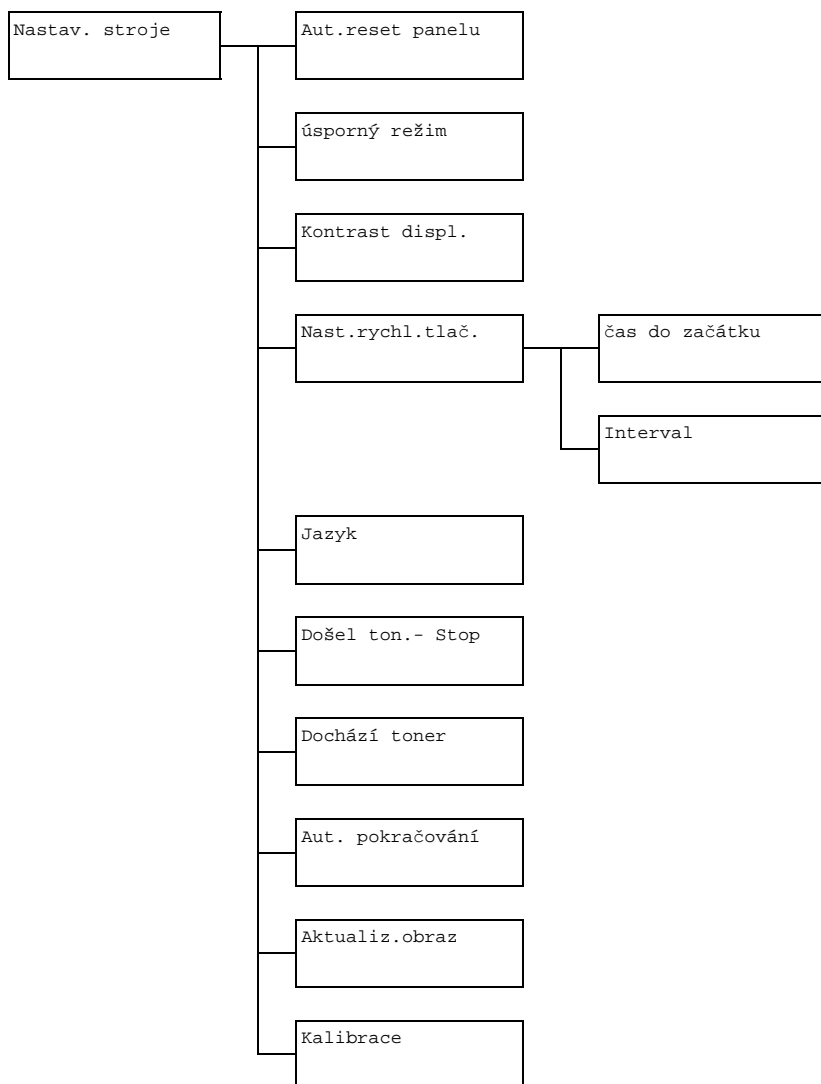 Nastav. stroje
Aut.reset panelu
úsporný režim
Kontrast displ.
Nast.rychl.tlač.
čas do začátku
Interval
Jazyk
Došel ton.- Stop
Dochází toner
Aut. pokračování
Aktualiz.obraz
Kalibrace